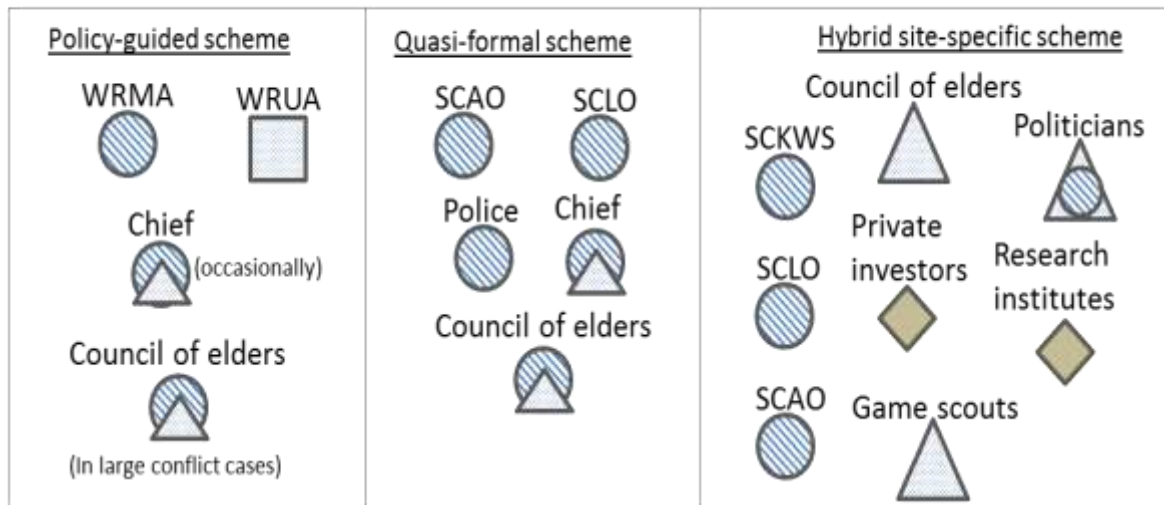 Policy-guided scheme
WRMA
WRUA
Chief
(occasionally)
Council of elders
(In large conflict cases)
Quasi-formal scheme
SCAO
SCLO
Police
Chief
Council of elders
Hybrid site-specific scheme
Council of elders
SCKWS
Politicians
Private
investors
SCLO
Research
institutes
SCAO
Game scouts